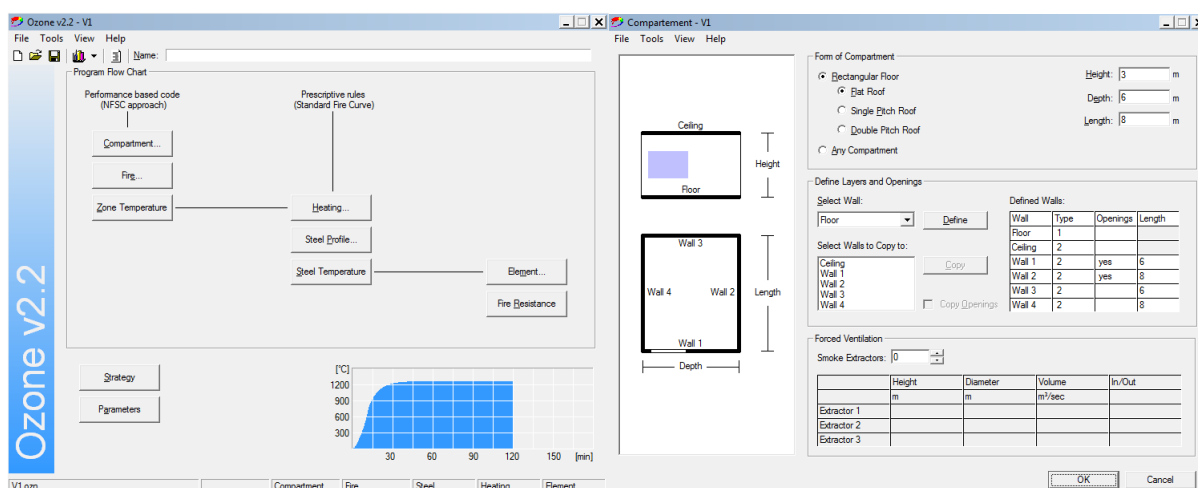 Ozone v2.2 - V1
File Tools View Help
Name:
Program Flow Chart
Performance based code
(NFSC approach)
Prescriptive rules
(Standard Fire Curve)
Compartment...
Fire...
Zone Temperature
Heating...
Steel Profile...
Steel Temperature
Element...
Fire Resistance
Strategy
Parameters
[°C]
1200
900
600
300
30 60 90 120 150 [min]
Ozone v2.2
V1.ozn Compartment Fire Steel Heating Element
Compartement - V1
File Tools View Help
Ceiling
Floor
Height
Wall 3
Wall 4 Wall 2
Wall 1
Length
Depth
Form of Compartment
Rectangular Floor
Flat Roof
Single Pitch Roof
Double Pitch Roof
Any Compartment
Height: 3 m
Depth: 6 m
Length: 8 m
Define Layers and Openings
Select Wall:
Floor Define
Select Walls to Copy to:
Ceiling
Wall 1
Wall 2
Wall 3
Wall 4
Copy
Copy Openings
Defined Walls:
Wall Type Openings Length
Floor 1
Ceiling 2
Wall 1 2 yes 6
Wall 2 2 yes 8
Wall 3 2 6
Wall 4 2 8
Forced Ventilation
Smoke Extractors: 0
Height Diameter Volume In/Out
m m m³/sec
Extractor 1
Extractor 2
Extractor 3
OK Cancel